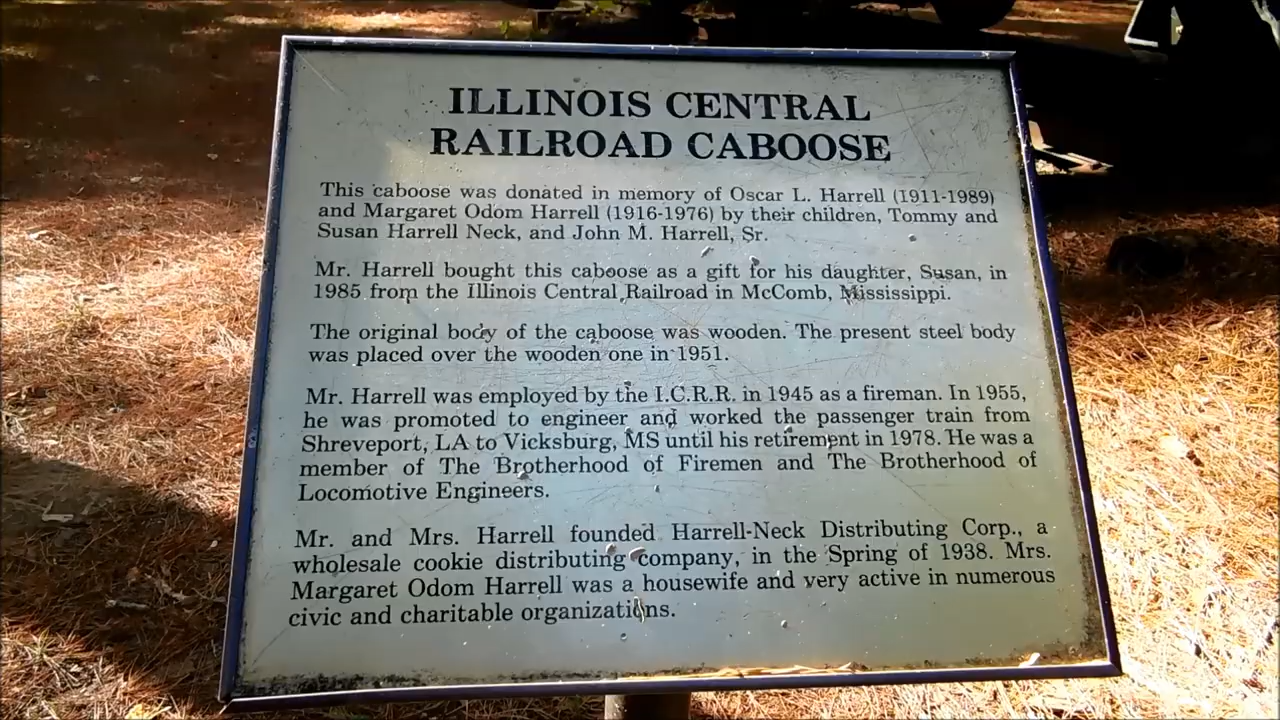 ILLINOIS CENTRAL
RAILROAD CABOOSE
This caboose was donated in memory of Oscar L. Harrell (1911-1989)
and Margaret Odom Harrell (1916-1976) by their children, Tommy and
Susan Harrell Neck, and John M. Harrell, Sr.
Mr. Harrell bought this caboose as a gift for his daughter, Susan, in
1985 from the Illinois Central Railroad in McComb, Mississippi.
The original body of the caboose was wooden. The present steel body
was placed over the wooden one in 1951.
Mr. Harrell was employed by the I.C.R.R. in 1945 as a fireman. In 1955,
he was promoted to engineer and worked the passenger train from
Shreveport, LA to Vicksburg, MS until his retirement in 1978. He was a
member of The Brotherhood of Firemen and The Brotherhood of
Locomotive Engineers.
Mr. and Mrs. Harrell founded Harrell-Neck Distributing Corp., a
wholesale cookie distributing company, in the Spring of 1938. Mrs.
Margaret Odom Harrell was a housewife and very active in numerous
civic and charitable organizations.